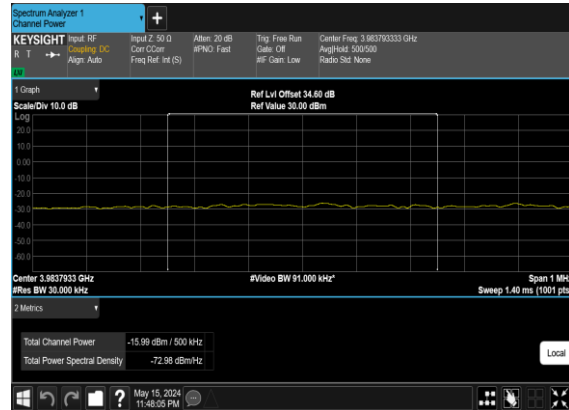 Spectrum Analyzer 1
Channel Power
+
KEYSIGHT Input: RF Input Z: 50 Ω Atten: 20 dB Trig: Free Run Center Freq: 3.983793333 GHz
R T Coupling: DC Corr CCorr #PNO: Fast Gate: Off Avg|Hold: 500/500
Align: Auto Freq Ref: Int (S) #IF Gain: Low Radio Std: None
LV
1 Graph
Ref Lvl Offset 34.60 dB
Scale/Div 10.0 dB Ref Value 30.00 dBm
Log
20.0
10.0
0.00
-10.0
-20.0
-30.0
-40.0
-50.0
-60.0
Center 3.9837933 GHz #Video BW 91.000 kHz* Span 1 MHz
#Res BW 30.000 kHz Sweep 1.40 ms (1001 pts
2 Metrics
Total Channel Power -15.99 dBm / 500 kHz
Total Power Spectral Density -72.98 dBm/Hz
Local
?
May 15, 2024
11:48:05 PM